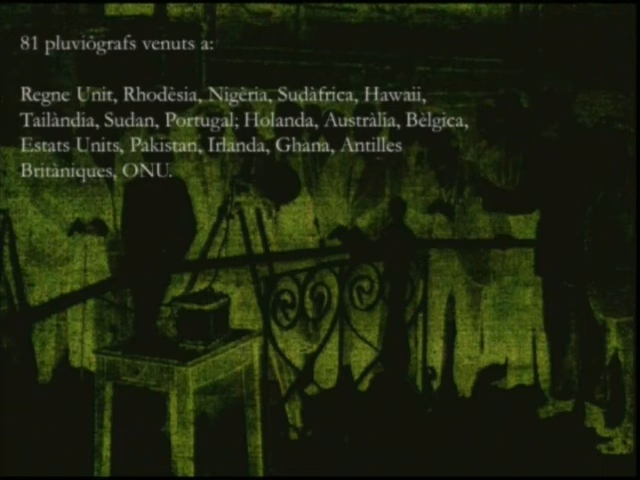 81 pluviògrafs venuts a:
Regne Unit, Rhodèsia, Nigèria, Sudàfrica, Hawaii,
Tailàndia, Sudan, Portugal; Holanda, Austràlia, Bèlgica,
Estats Units, Pakistan, Irlanda, Ghana, Antilles
Britàniques, ONU.